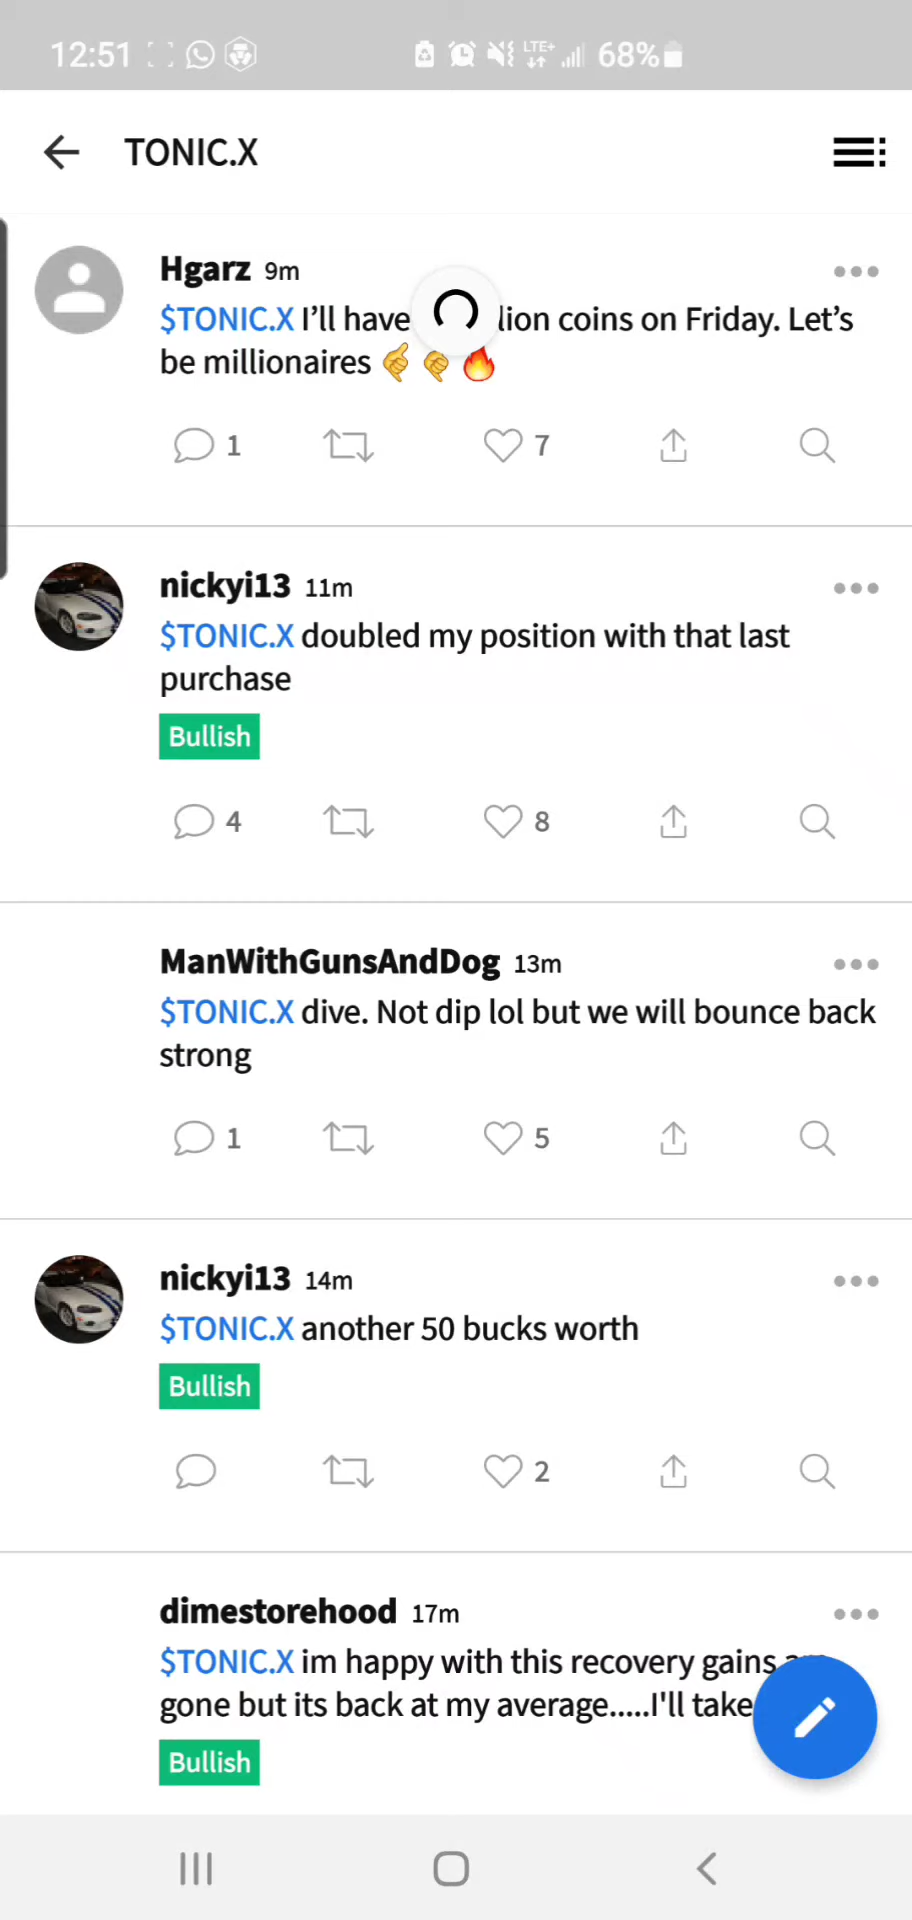 12:51 LTE+ 68%
TONIC.X
Hgarz 9m
$TONIC.X I’ll have lion coins on Friday. Let’s
be millionaires 🤙 🤙 🔥
1 7
nickyi13 11m
$TONIC.X doubled my position with that last
purchase
Bullish
4 8
ManWithGunsAndDog 13m
$TONIC.X dive. Not dip lol but we will bounce back
strong
1 5
nickyi13 14m
$TONIC.X another 50 bucks worth
Bullish
2
dimestorehood 17m
$TONIC.X im happy with this recovery gains
gone but its back at my average.....I'll take
Bullish